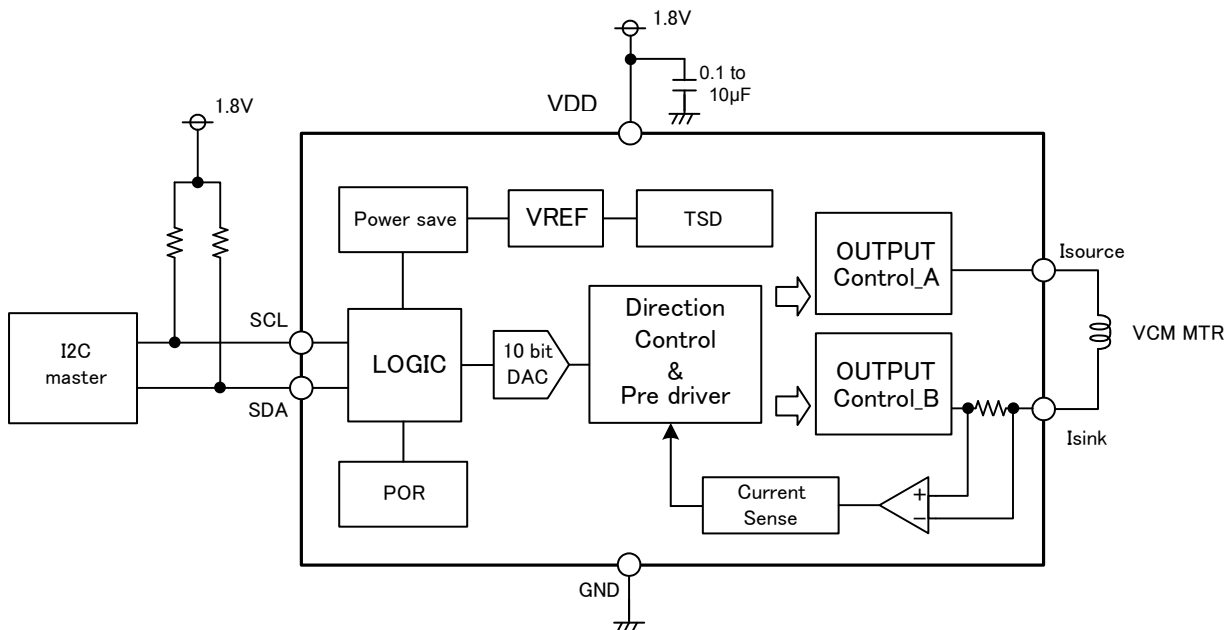 1.8V
0.1 to
10µF
VDD
1.8V
Power save
VREF
TSD
OUTPUT
Control_A
Isource
Direction
Control
&
Pre driver
SCL
I2C
master
LOGIC
10 bit
DAC
VCM MTR
OUTPUT
Control_B
SDA
Isink
POR
Current
Sense
+
−
GND